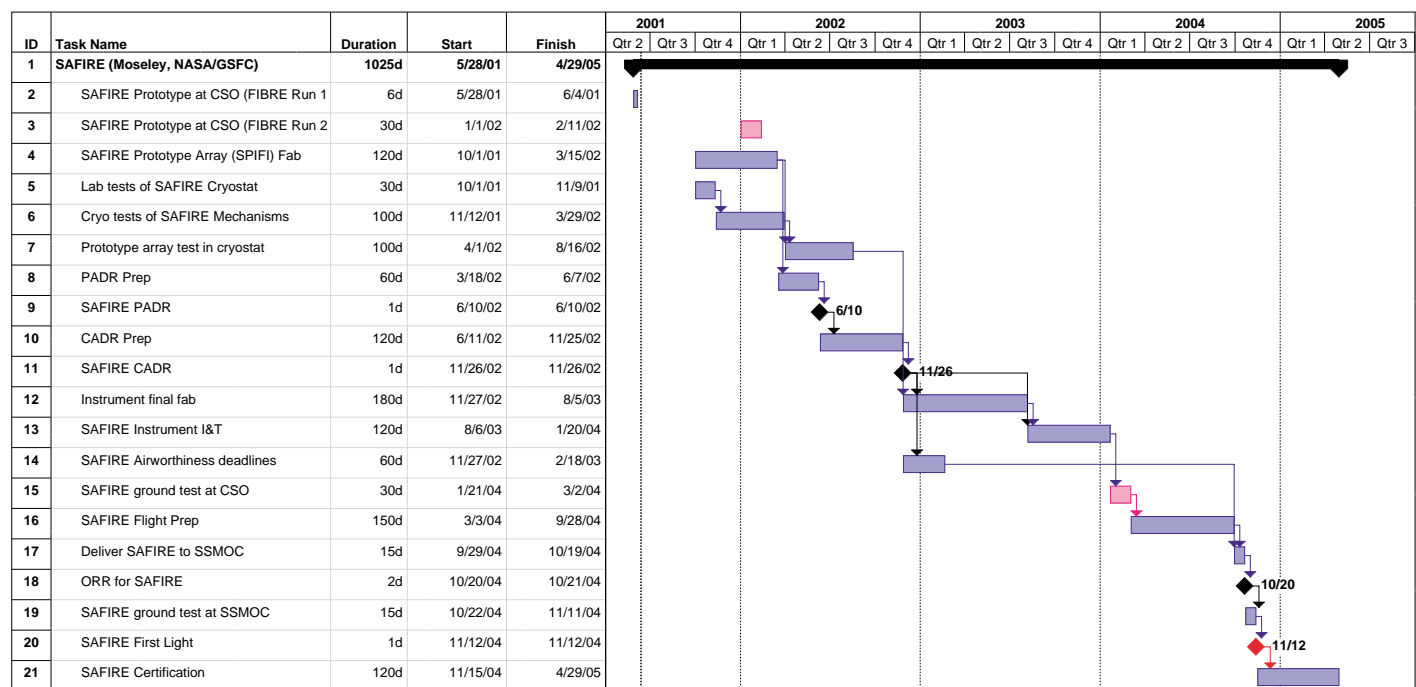 2001 2002 2003 2004 2005
ID Task Name Duration Start Finish Qtr 2 Qtr 3 Qtr 4 Qtr 1 Qtr 2 Qtr 3 Qtr 4 Qtr 1 Qtr 2 Qtr 3 Qtr 4 Qtr 1 Qtr 2 Qtr 3 Qtr 4 Qtr 1 Qtr 2 Qtr 3
1 SAFIRE (Moseley, NASA/GSFC) 1025d 5/28/01 4/29/05
2 SAFIRE Prototype at CSO (FIBRE Run 1 6d 5/28/01 6/4/01
3 SAFIRE Prototype at CSO (FIBRE Run 2 30d 1/1/02 2/11/02
4 SAFIRE Prototype Array (SPIFI) Fab 120d 10/1/01 3/15/02
5 Lab tests of SAFIRE Cryostat 30d 10/1/01 11/9/01
6 Cryo tests of SAFIRE Mechanisms 100d 11/12/01 3/29/02
7 Prototype array test in cryostat 100d 4/1/02 8/16/02
8 PADR Prep 60d 3/18/02 6/7/02
9 SAFIRE PADR 1d 6/10/02 6/10/02 6/10
10 CADR Prep 120d 6/11/02 11/25/02
11 SAFIRE CADR 1d 11/26/02 11/26/02 11/26
12 Instrument final fab 180d 11/27/02 8/5/03
13 SAFIRE Instrument I&T 120d 8/6/03 1/20/04
14 SAFIRE Airworthiness deadlines 60d 11/27/02 2/18/03
15 SAFIRE ground test at CSO 30d 1/21/04 3/2/04
16 SAFIRE Flight Prep 150d 3/3/04 9/28/04
17 Deliver SAFIRE to SSMOC 15d 9/29/04 10/19/04
18 ORR for SAFIRE 2d 10/20/04 10/21/04 10/20
19 SAFIRE ground test at SSMOC 15d 10/22/04 11/11/04
20 SAFIRE First Light 1d 11/12/04 11/12/04 11/12
21 SAFIRE Certification 120d 11/15/04 4/29/05